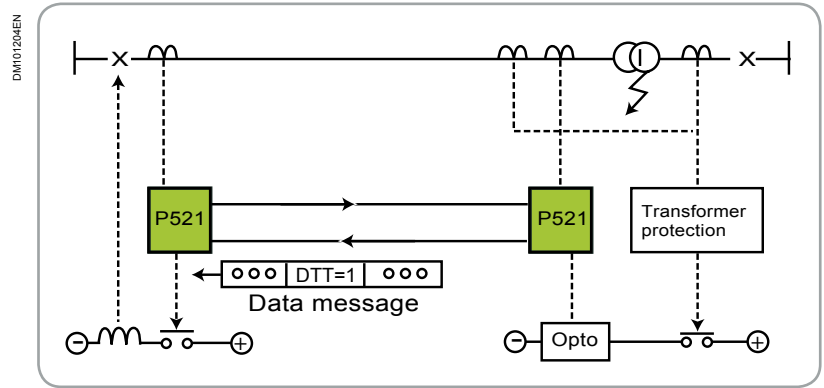 DM101204EN
X
X
P521
P521
Transformer
protection
DTT=1
Data message
Opto